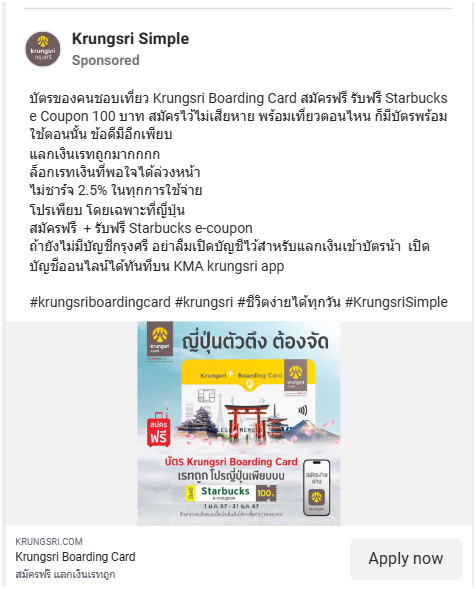 Krungsri Simple
Sponsored
บัตรของคนชอบเที่ยว Krungsri Boarding Card สมัครฟรี รับฟรี Starbucks
e Coupon 100 บาท สมัครไว้ไม่เสียหาย พร้อมเที่ยวตอนไหน ก็มีบัตรพร้อม
ใช้ตอนนั้น ข้อดีมีอีกเพียบ
แลกเงินเรทถูกมากกกก
ล็อกเรทเงินที่พอใจได้ล่วงหน้า
ไม่ชาร์จ 2.5% ในทุกการใช้จ่าย
โปรเพียบ โดยเฉพาะที่ญี่ปุ่น
สมัครฟรี + รับฟรี Starbucks e-coupon
ถ้ายังไม่มีบัญชีกรุงศรี อย่าลืมเปิดบัญชีไว้สำหรับแลกเงินเข้าบัตรน้า เปิด
บัญชีออนไลน์ได้ทันทีบน KMA krungsri app
#krungsriboardingcard #krungsri #ชีวิตง่ายได้ทุกวัน #KrungsriSimple
krungsri
กรุงศรี
krungsri
card
ญี่ปุ่นตัวตึง ต้องจัด
Krungsri Boarding Card
krungsri
card
สมัคร
ฟรี
บัตร Krungsri Boarding Card
เรทถูก โปรญี่ปุ่นเพียบบบ
Starbucks
e-coupon
100.-
1 ม.ค. 67 - 31 ธ.ค. 67
สมัครง่าย
ผ่าน
krungsri
KRUNGSRI.COM
Krungsri Boarding Card
สมัครฟรี แลกเงินเรทถูก
Apply now